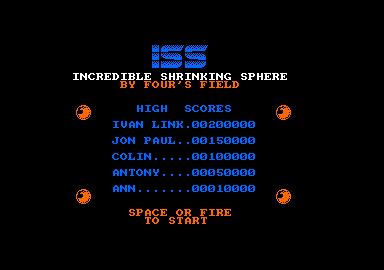 ISS
INCREDIBLE SHRINKING SPHERE
BY FOUR'S FIELD
HIGH SCORES
IVAN LINK.00200000
JON PAUL..00150000
COLIN.....00100000
ANTONY....00050000
ANN.......00010000
SPACE OR FIRE
TO START